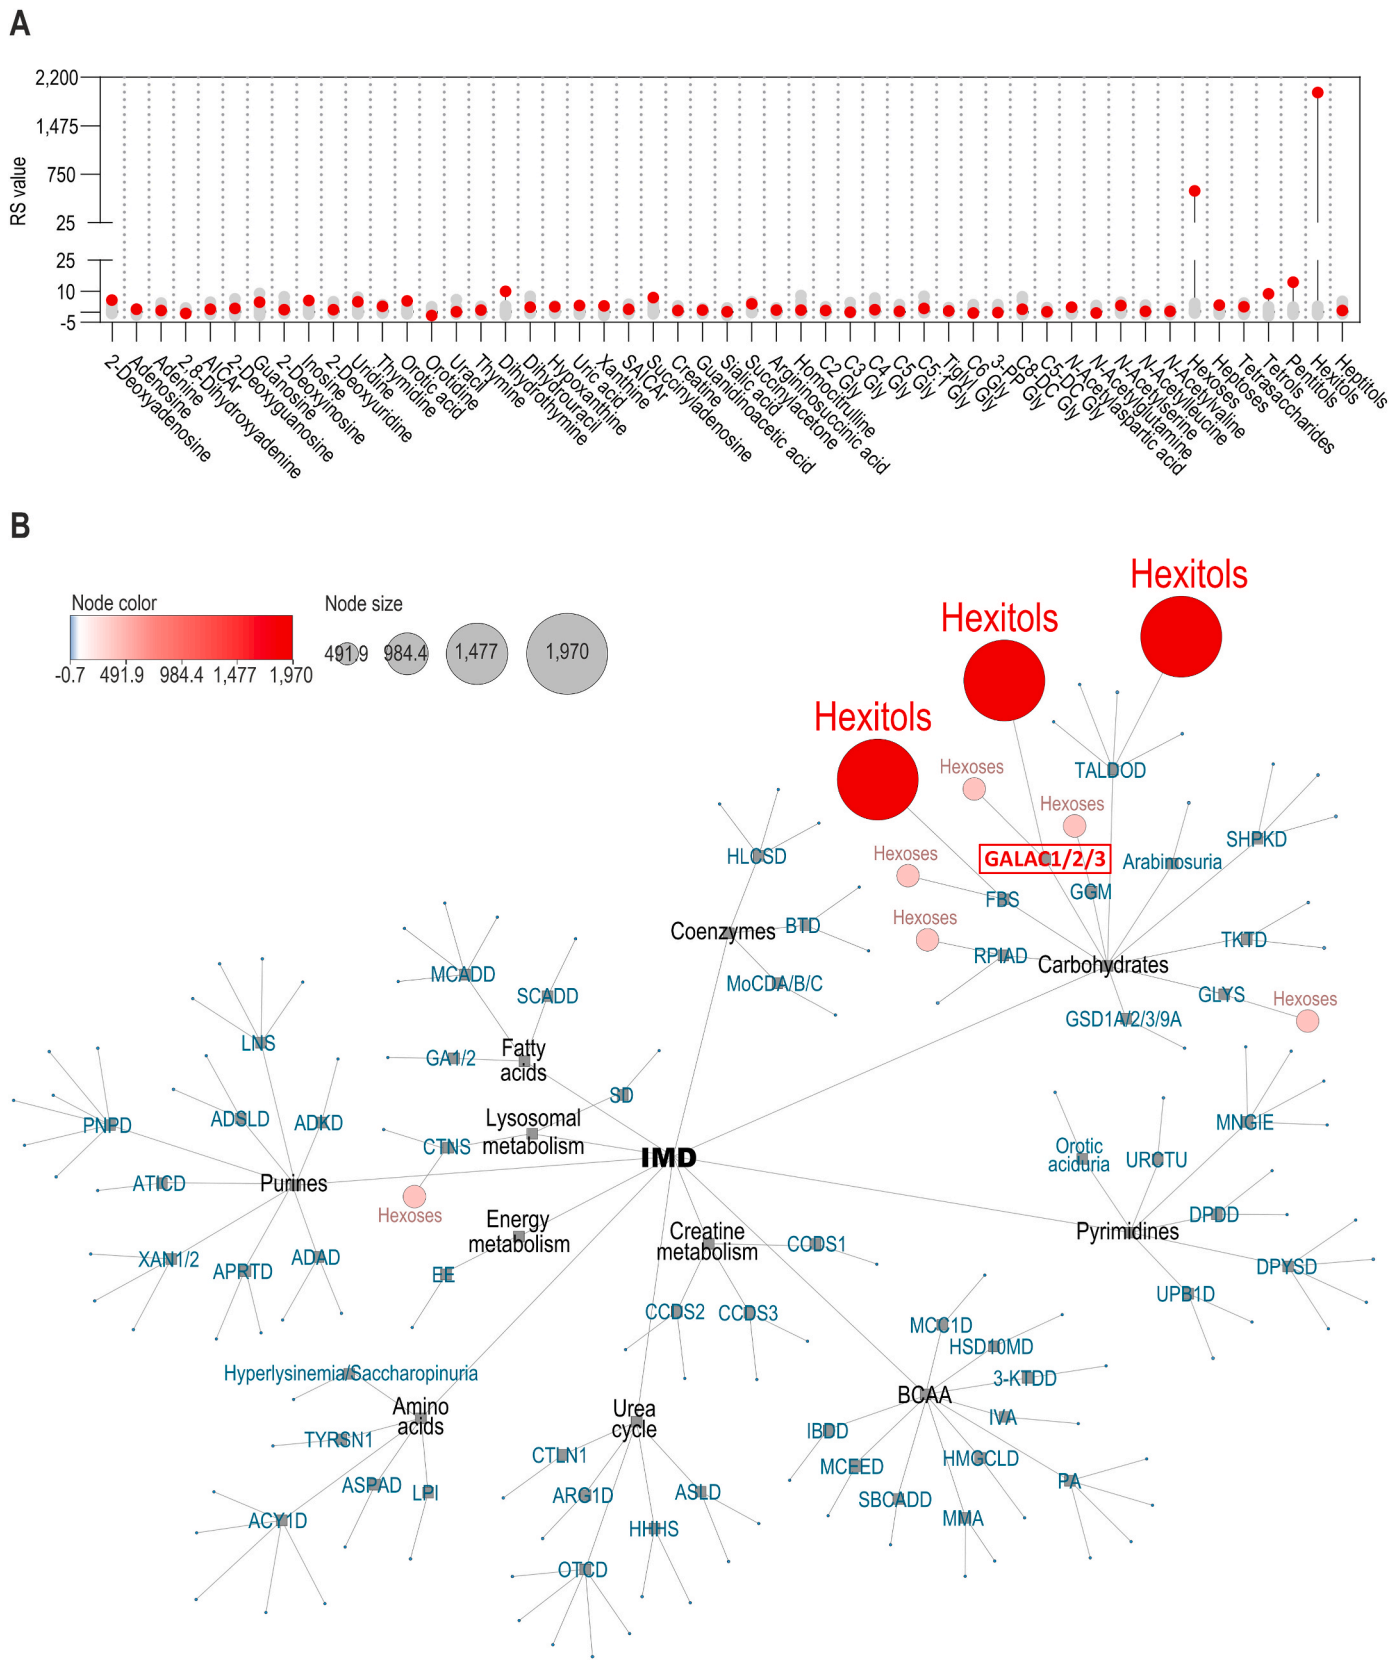 A
RS value
2,200
1,475
750
25
25
10
-5
2-Deoxyadenosine
Adenosine
Adenine
2,8-Dihydroxyadenine
AICAr
2-Deoxyguanosine
Guanosine
2-Deoxyinosine
Inosine
2-Deoxyuridine
Uridine
Thymidine
Orotic acid
Orotidine
Uracil
Thymine
Dihydrothymine
Dihydrouracil
Hypoxanthine
Uric acid
Xanthine
SAICAr
Succinyladenosine
Creatine
Guanidinoacetic acid
Sialic acid
Succinylacetone
Argininosuccinic acid
Homocitrulline
C2 Gly
C3 Gly
C4 Gly
C5 Gly
C5:1 Gly
Tiglyl Gly
C6 Gly
3-PP Gly
C8-DC Gly
C5-DC Gly
N-Acetylaspartic acid
N-Acetylglutamine
N-Acetylserine
N-Acetylleucine
N-Acetylvaline
Hexoses
Heptoses
Tetrasaccharides
Tetrols
Pentitols
Hexitols
Heptitols
B
Node color
-0.7 491.9 984.4 1,477 1,970
Node size
491.9 984.4 1,477 1,970
Hexitols
Hexitols
Hexitols
Hexoses
TALDOD
Hexoses
SHPKD
HLCSD
Hexoses
GALAC1/2/3
Arabinosuria
GGM
FBS
Hexoses
BTD
Coenzymes
TKTD
RPIAD
Carbohydrates
MCADD
MoCDA/B/C
SCADD
GLYS
Hexoses
GSD1A/2/3/9A
LNS
Fatty
acids
GA1/2
SD
ADSLD
ADKD
PNPD
Lysosomal
metabolism
CTNS
MNGIE
Orotic
aciduria
UROTU
IMD
ATICD
Purines
Hexoses
DPDD
Energy
metabolism
Creatine
metabolism
Pyrimidines
CODS1
XAN1/2
APRTD
ADAD
EE
DPYSD
UPB1D
CCDS2
CCDS3
MCC1D
HSD10MD
Hyperlysinemia/Saccharopinuria
3-KTDD
BCAA
Amino
acids
Urea
cycle
IVA
IBDD
TYRSN1
CTLN1
HMGCLD
MCEED
PA
ASPAD
LPI
ARG1D
ASLD
SBCADD
ACY1D
HHHS
MMA
OTCD